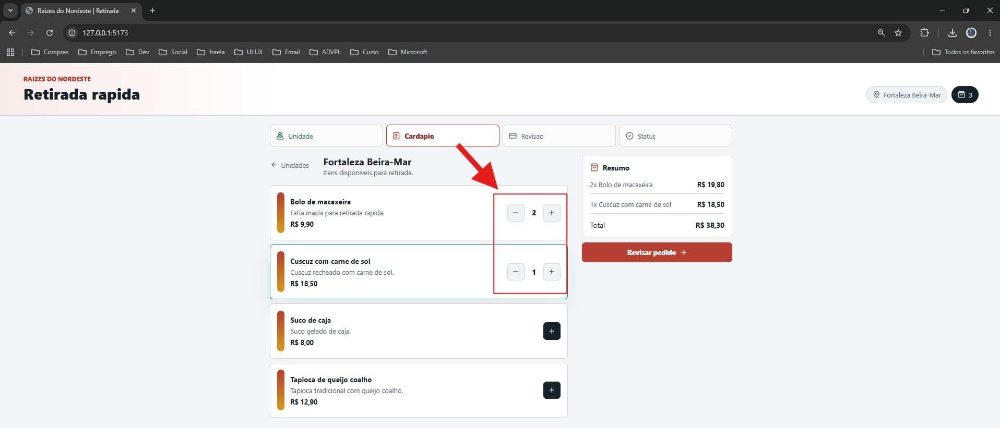 Raizes do Nordeste | Retirada
127.0.0.1:5173
Compras Emprego Dev Social freela UI UX Email ADVPL Curso Microsoft Todos os favoritos
RAIZES DO NORDESTE
Retirada rapida
Fortaleza Beira-Mar 3
Unidade Cardapio Revisao Status
Unidades
Fortaleza Beira-Mar
Itens disponiveis para retirada.
Bolo de macaxeira
Fatia macia para retirada rapida.
R$ 9,90
− 2 +
Cuscuz com carne de sol
Cuscuz recheado com carne de sol.
R$ 18,50
− 1 +
Suco de caja
Suco gelado de caja.
R$ 8,00
+
Tapioca de queijo coalho
Tapioca tradicional com queijo coalho.
R$ 12,90
+
Resumo
2x Bolo de macaxeira R$ 19,80
1x Cuscuz com carne de sol R$ 18,50
Total R$ 38,30
Revisar pedido →